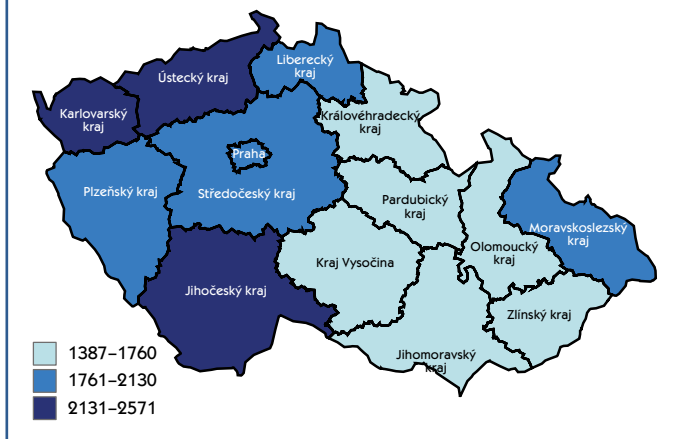 Ústecký kraj
Liberecký
kraj
Karlovarský
kraj
Královéhradecký
kraj
Praha
Plzeňský kraj
Středočeský kraj
Pardubický
kraj
Moravskoslezský
kraj
Olomoucký
kraj
Kraj Vysočina
Jihočeský kraj
Zlínský kraj
Jihomoravský
kraj
1387–1760
1761–2130
2131–2571